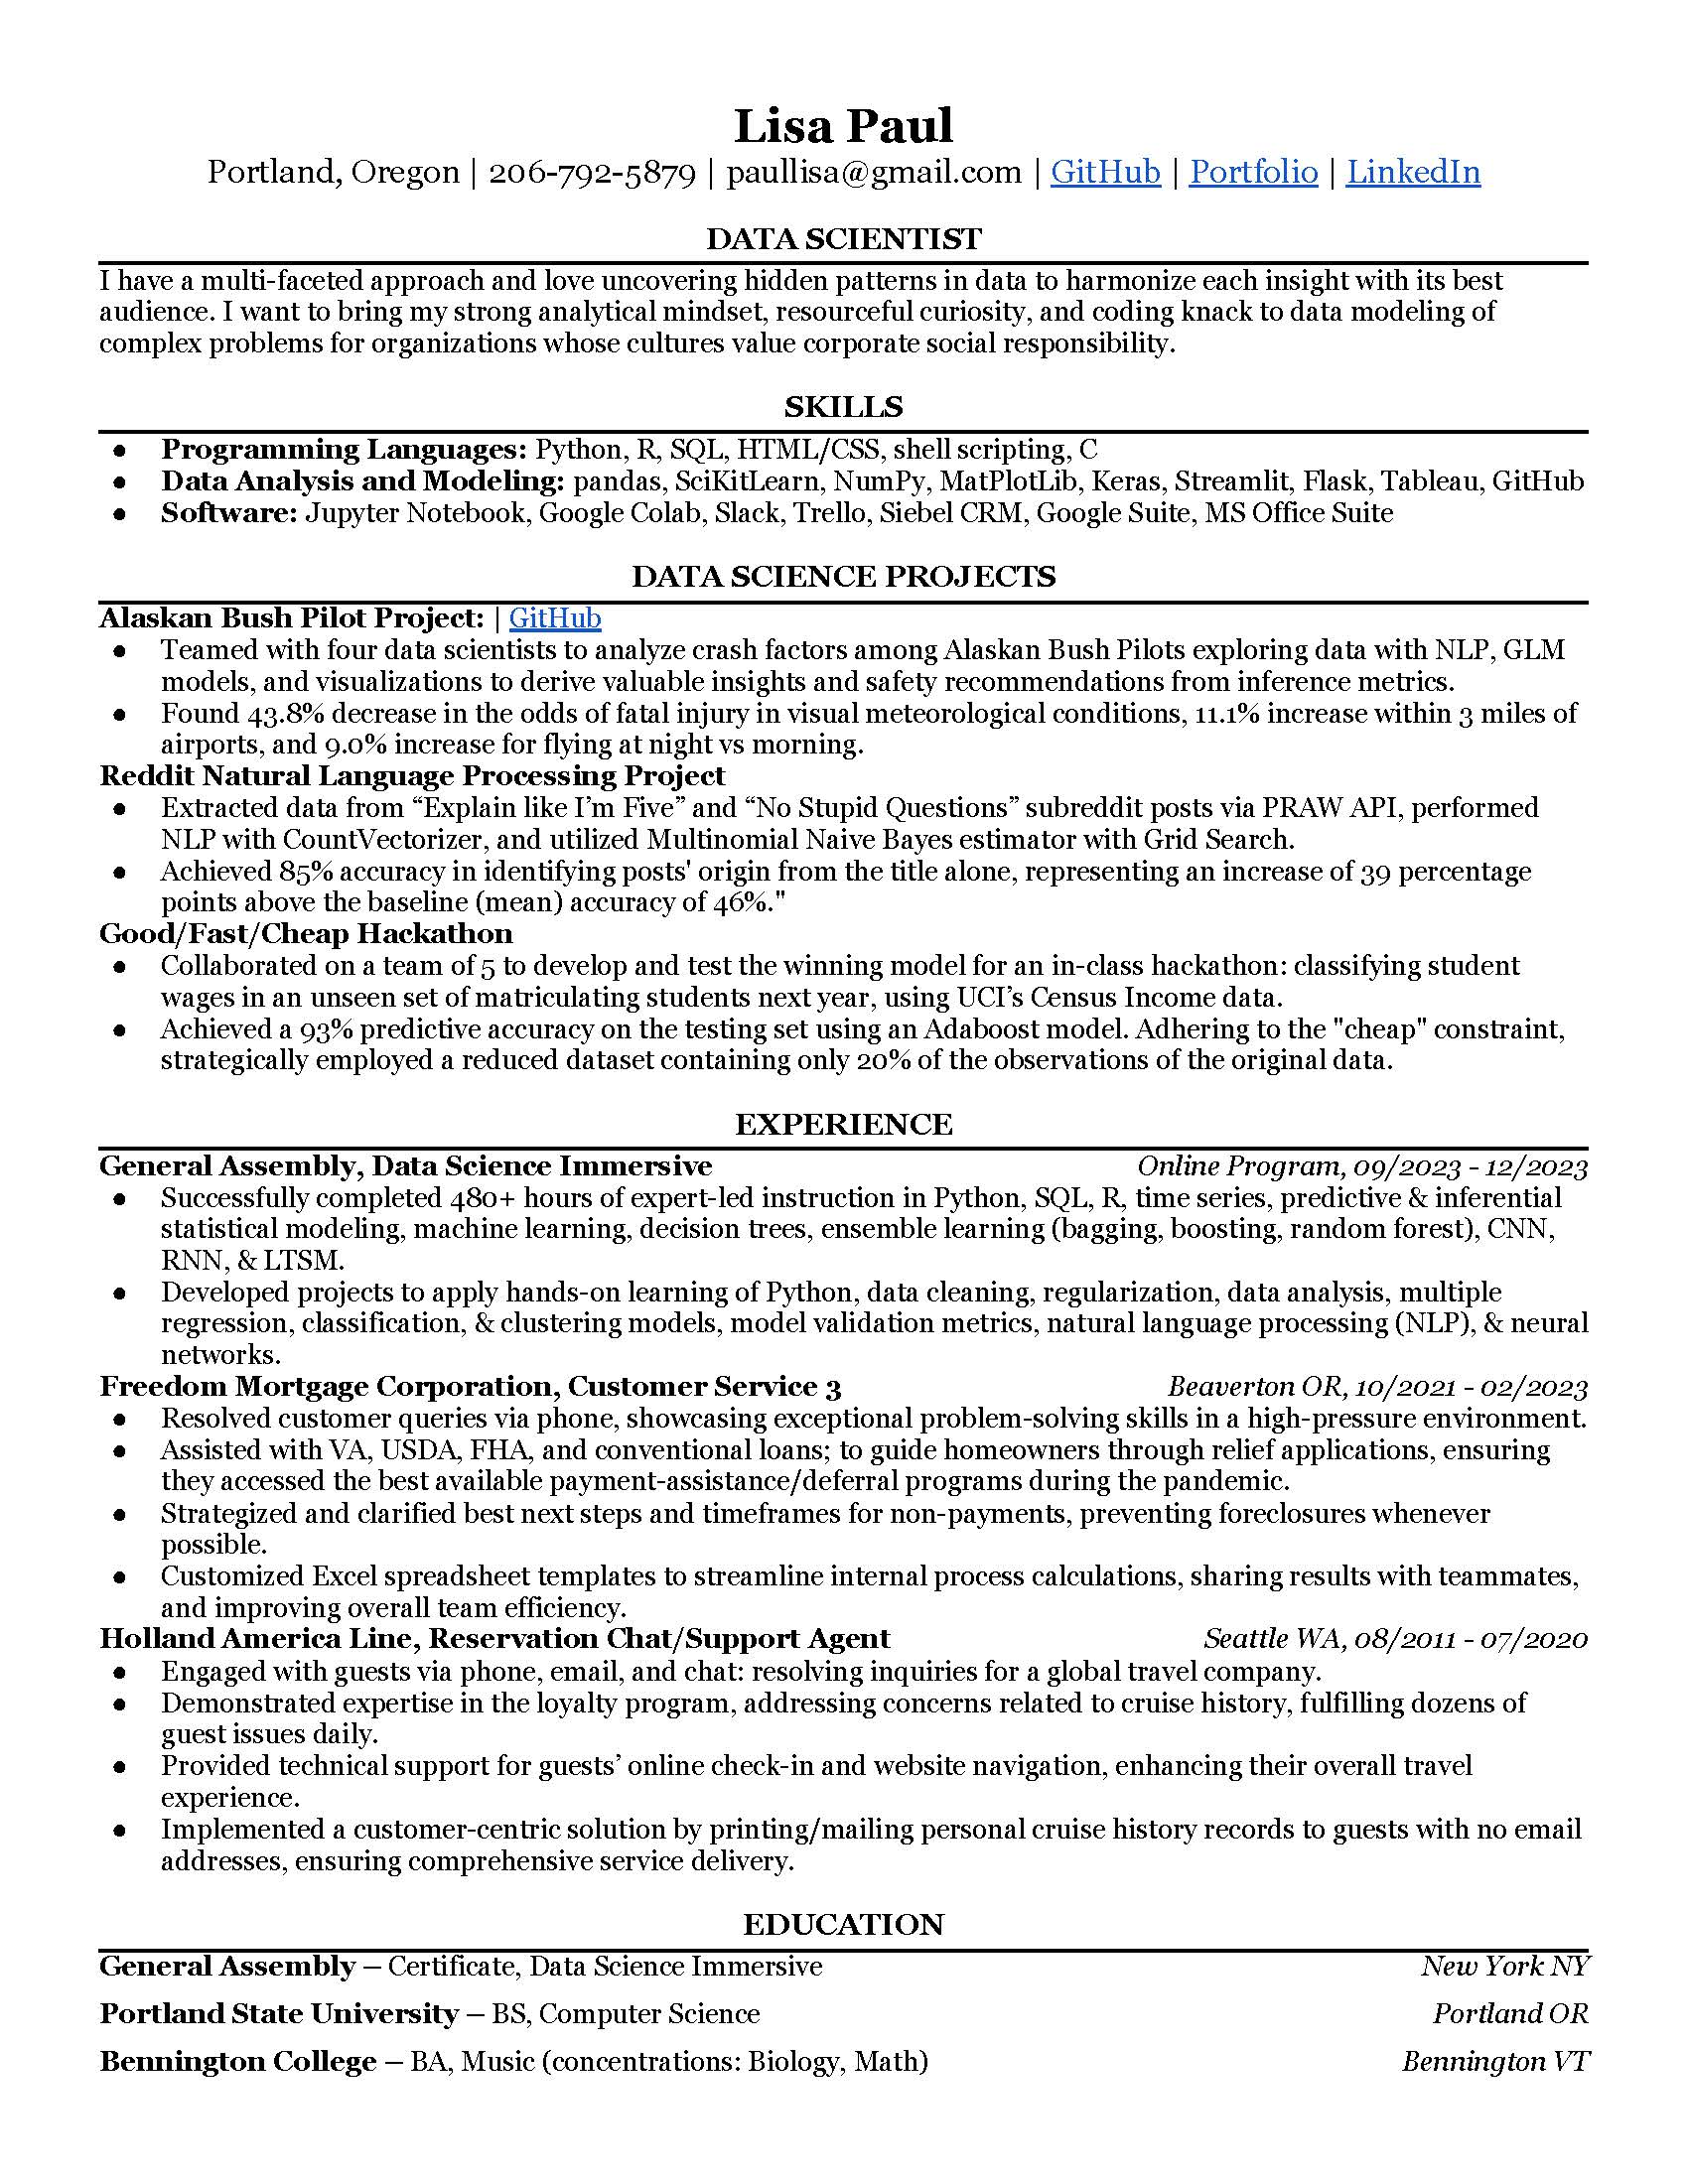 Lisa Paul
Portland, Oregon | 206-792-5879 | paullisa@gmail.com | GitHub | Portfolio | LinkedIn
DATA SCIENTIST
I have a multi-faceted approach and love uncovering hidden patterns in data to harmonize each insight with its best
audience. I want to bring my strong analytical mindset, resourceful curiosity, and coding knack to data modeling of
complex problems for organizations whose cultures value corporate social responsibility.
SKILLS
● Programming Languages: Python, R, SQL, HTML/CSS, shell scripting, C
● Data Analysis and Modeling: pandas, SciKitLearn, NumPy, MatPlotLib, Keras, Streamlit, Flask, Tableau, GitHub
● Software: Jupyter Notebook, Google Colab, Slack, Trello, Siebel CRM, Google Suite, MS Office Suite
DATA SCIENCE PROJECTS
Alaskan Bush Pilot Project: | GitHub
● Teamed with four data scientists to analyze crash factors among Alaskan Bush Pilots exploring data with NLP, GLM
models, and visualizations to derive valuable insights and safety recommendations from inference metrics.
● Found 43.8% decrease in the odds of fatal injury in visual meteorological conditions, 11.1% increase within 3 miles of
airports, and 9.0% increase for flying at night vs morning.
Reddit Natural Language Processing Project
● Extracted data from “Explain like I’m Five” and “No Stupid Questions” subreddit posts via PRAW API, performed
NLP with CountVectorizer, and utilized Multinomial Naive Bayes estimator with Grid Search.
● Achieved 85% accuracy in identifying posts' origin from the title alone, representing an increase of 39 percentage
points above the baseline (mean) accuracy of 46%."
Good/Fast/Cheap Hackathon
● Collaborated on a team of 5 to develop and test the winning model for an in-class hackathon: classifying student
wages in an unseen set of matriculating students next year, using UCI’s Census Income data.
● Achieved a 93% predictive accuracy on the testing set using an Adaboost model. Adhering to the "cheap" constraint,
strategically employed a reduced dataset containing only 20% of the observations of the original data.
EXPERIENCE
General Assembly, Data Science Immersive Online Program, 09/2023 - 12/2023
● Successfully completed 480+ hours of expert-led instruction in Python, SQL, R, time series, predictive & inferential
statistical modeling, machine learning, decision trees, ensemble learning (bagging, boosting, random forest), CNN,
RNN, & LTSM.
● Developed projects to apply hands-on learning of Python, data cleaning, regularization, data analysis, multiple
regression, classification, & clustering models, model validation metrics, natural language processing (NLP), & neural
networks.
Freedom Mortgage Corporation, Customer Service 3 Beaverton OR, 10/2021 - 02/2023
● Resolved customer queries via phone, showcasing exceptional problem-solving skills in a high-pressure environment.
● Assisted with VA, USDA, FHA, and conventional loans; to guide homeowners through relief applications, ensuring
they accessed the best available payment-assistance/deferral programs during the pandemic.
● Strategized and clarified best next steps and timeframes for non-payments, preventing foreclosures whenever
possible.
● Customized Excel spreadsheet templates to streamline internal process calculations, sharing results with teammates,
and improving overall team efficiency.
Holland America Line, Reservation Chat/Support Agent Seattle WA, 08/2011 - 07/2020
● Engaged with guests via phone, email, and chat: resolving inquiries for a global travel company.
● Demonstrated expertise in the loyalty program, addressing concerns related to cruise history, fulfilling dozens of
guest issues daily.
● Provided technical support for guests’ online check-in and website navigation, enhancing their overall travel
experience.
● Implemented a customer-centric solution by printing/mailing personal cruise history records to guests with no email
addresses, ensuring comprehensive service delivery.
EDUCATION
General Assembly – Certificate, Data Science Immersive New York NY
Portland State University – BS, Computer Science Portland OR
Bennington College – BA, Music (concentrations: Biology, Math) Bennington VT